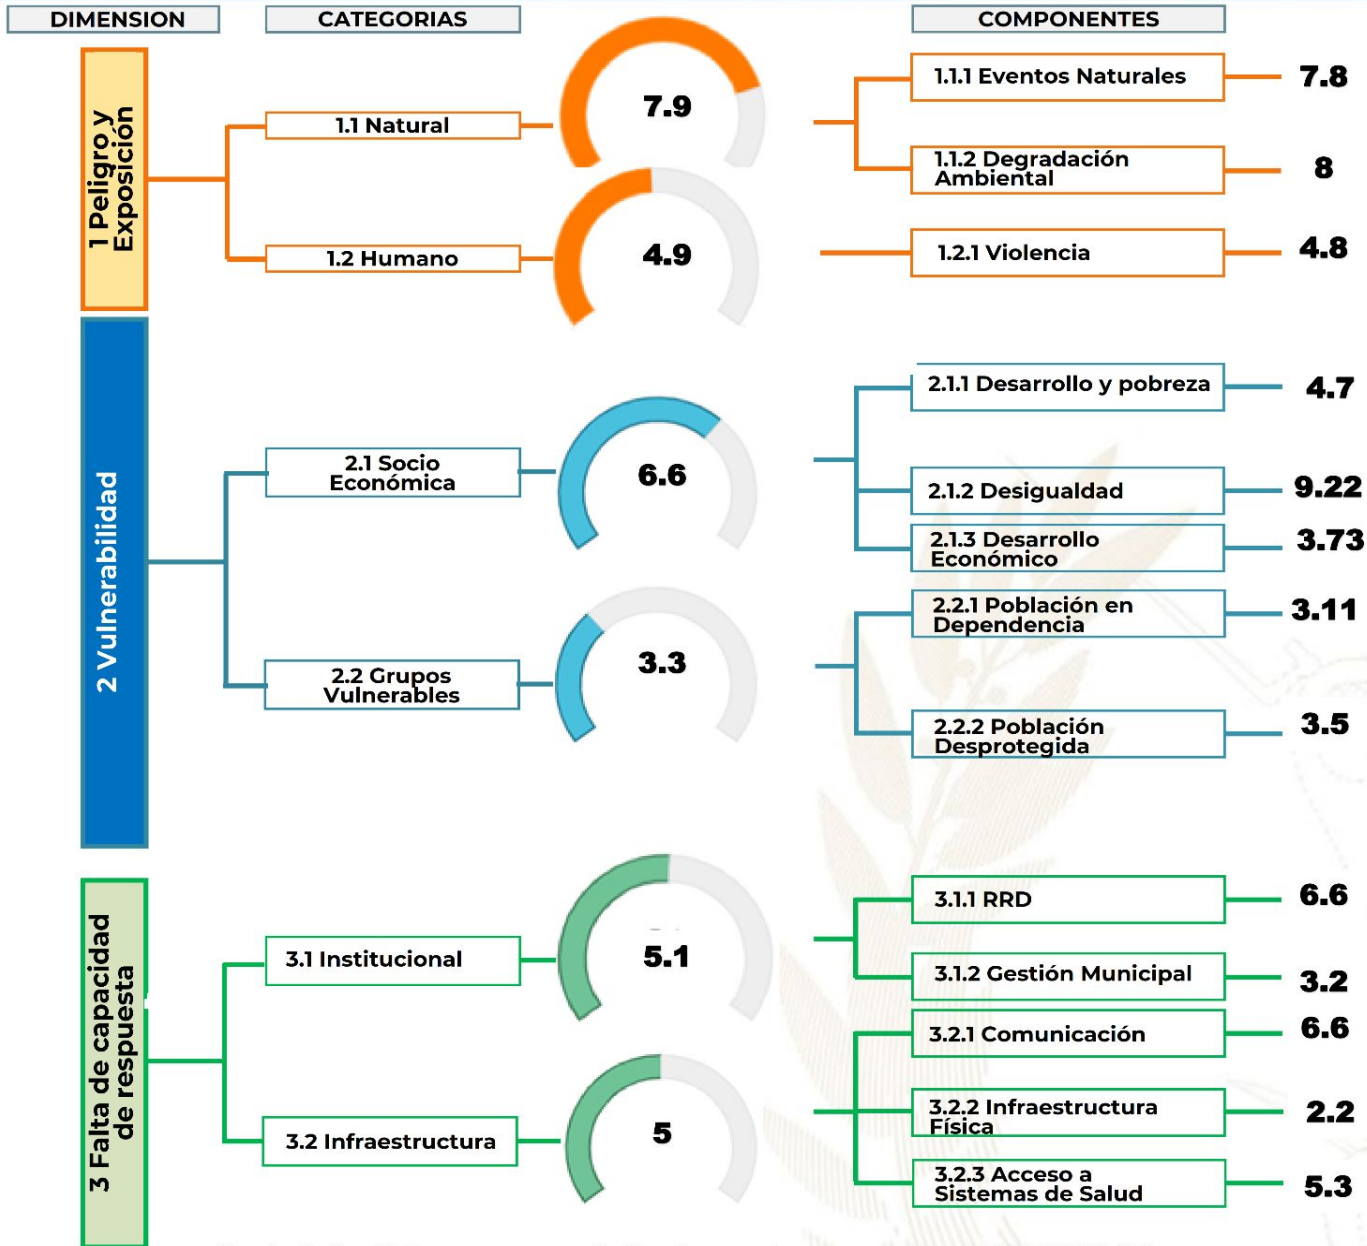 DIMENSION
CATEGORIAS
COMPONENTES
1 Peligro y
Exposición
1.1 Natural
7.9
1.1.1 Eventos Naturales
7.8
1.1.2 Degradación
Ambiental
8
1.2 Humano
4.9
1.2.1 Violencia
4.8
2 Vulnerabilidad
2.1 Socio
Económica
6.6
2.1.1 Desarrollo y pobreza
4.7
2.1.2 Desigualdad
9.22
2.1.3 Desarrollo
Económico
3.73
2.2 Grupos
Vulnerables
3.3
2.2.1 Población en
Dependencia
3.11
2.2.2 Población
Desprotegida
3.5
3 Falta de capacidad
de respuesta
3.1 Institucional
5.1
3.1.1 RRD
6.6
3.1.2 Gestión Municipal
3.2
3.2 Infraestructura
5
3.2.1 Comunicación
6.6
3.2.2 Infraestructura
Física
2.2
3.2.3 Acceso a
Sistemas de Salud
5.3